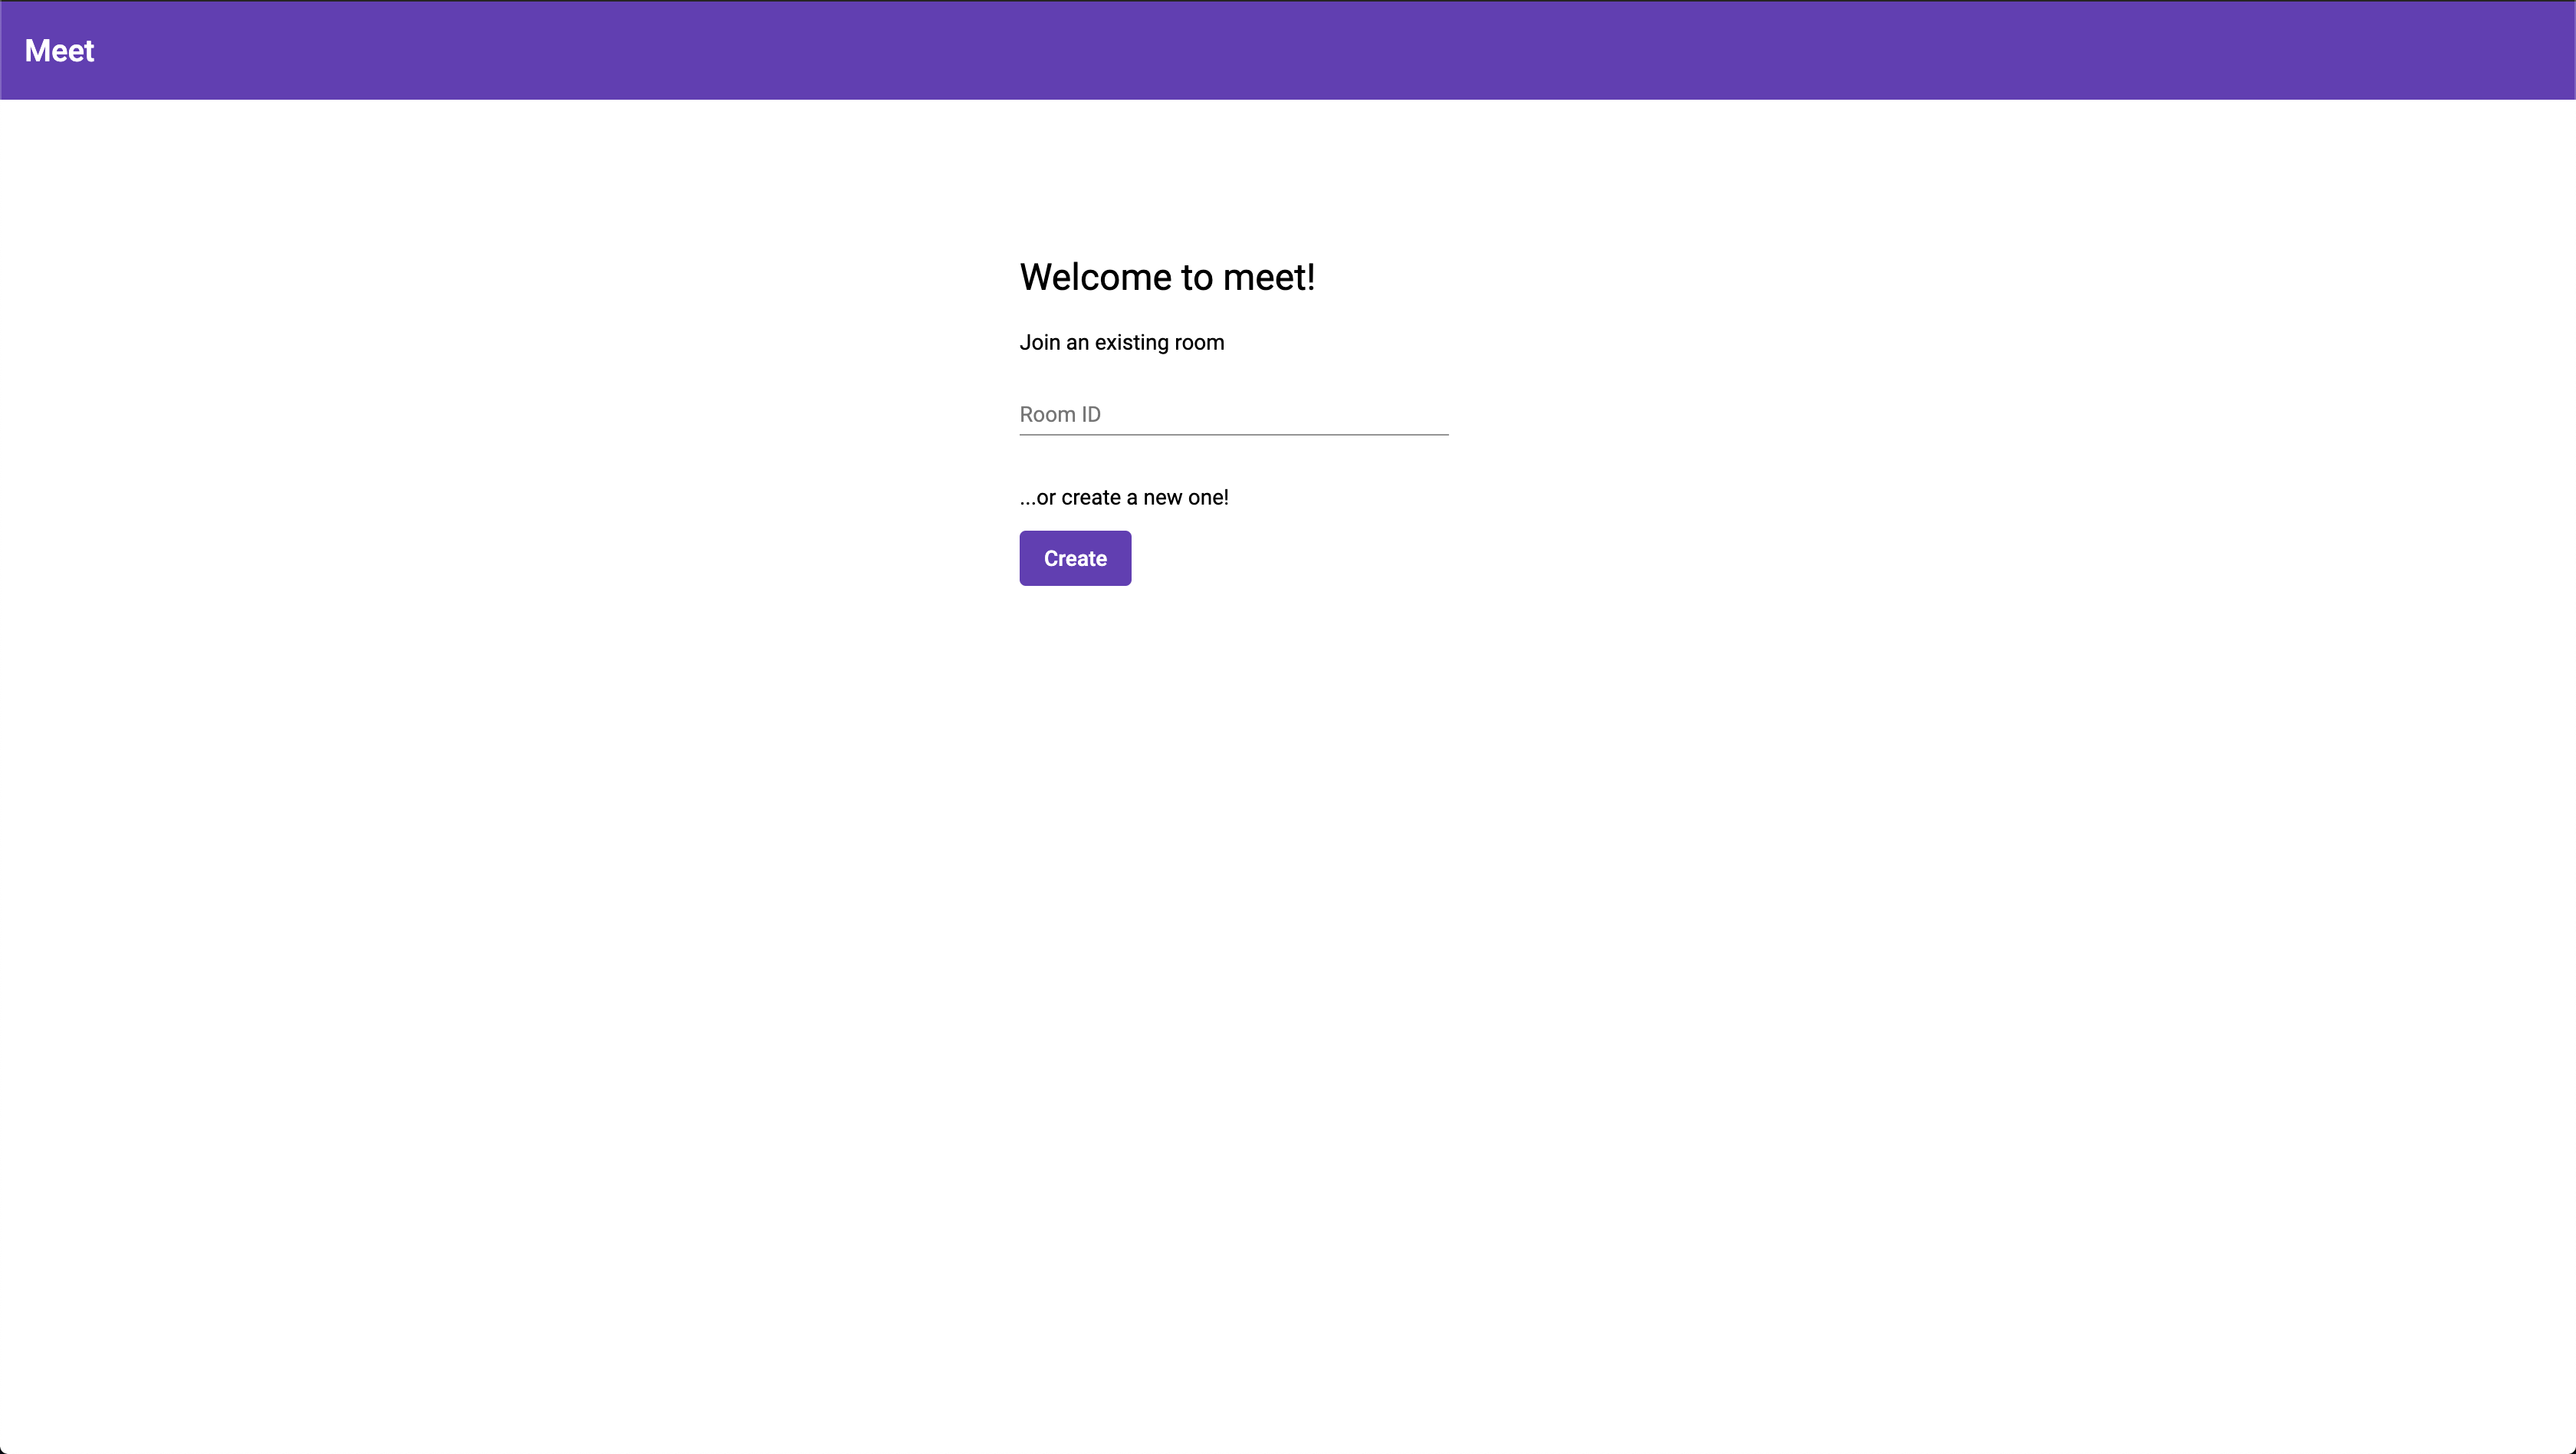 Meet
Welcome to meet!
Join an existing room
Room ID
...or create a new one!
Create